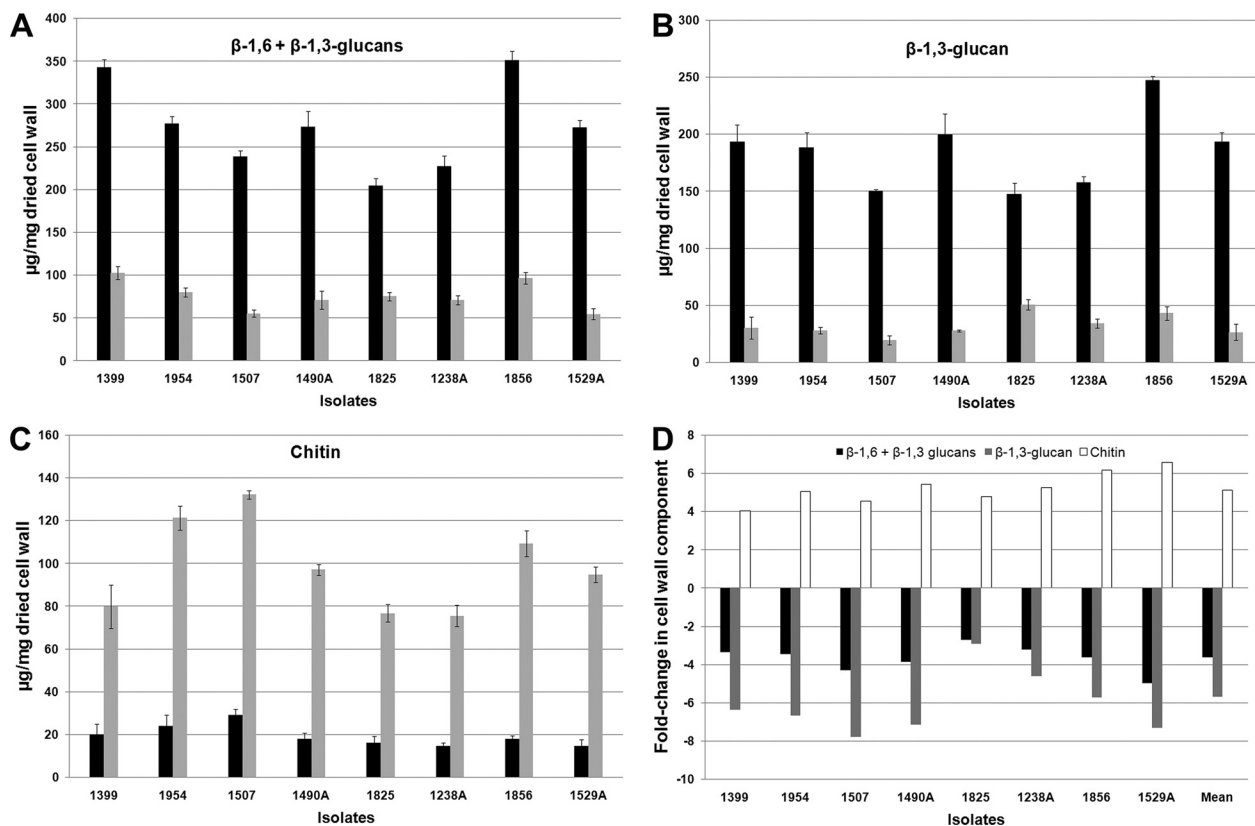 A
β-1,6 + β-1,3-glucans
µg/mg dried cell wall
400
350
300
250
200
150
100
50
0
1399 1954 1507 1490A 1825 1238A 1856 1529A
Isolates
B
β-1,3-glucan
µg/mg dried cell wall
300
250
200
150
100
50
0
1399 1954 1507 1490A 1825 1238A 1856 1529A
Isolates
C
Chitin
µg/mg dried cell wall
160
140
120
100
80
60
40
20
0
1399 1954 1507 1490A 1825 1238A 1856 1529A
Isolates
D
β-1,6 + β-1,3 glucans β-1,3-glucan Chitin
Fold-change in cell wall component
8
6
4
2
0
-2
-4
-6
-8
-10
1399 1954 1507 1490A 1825 1238A 1856 1529A Mean
Isolates